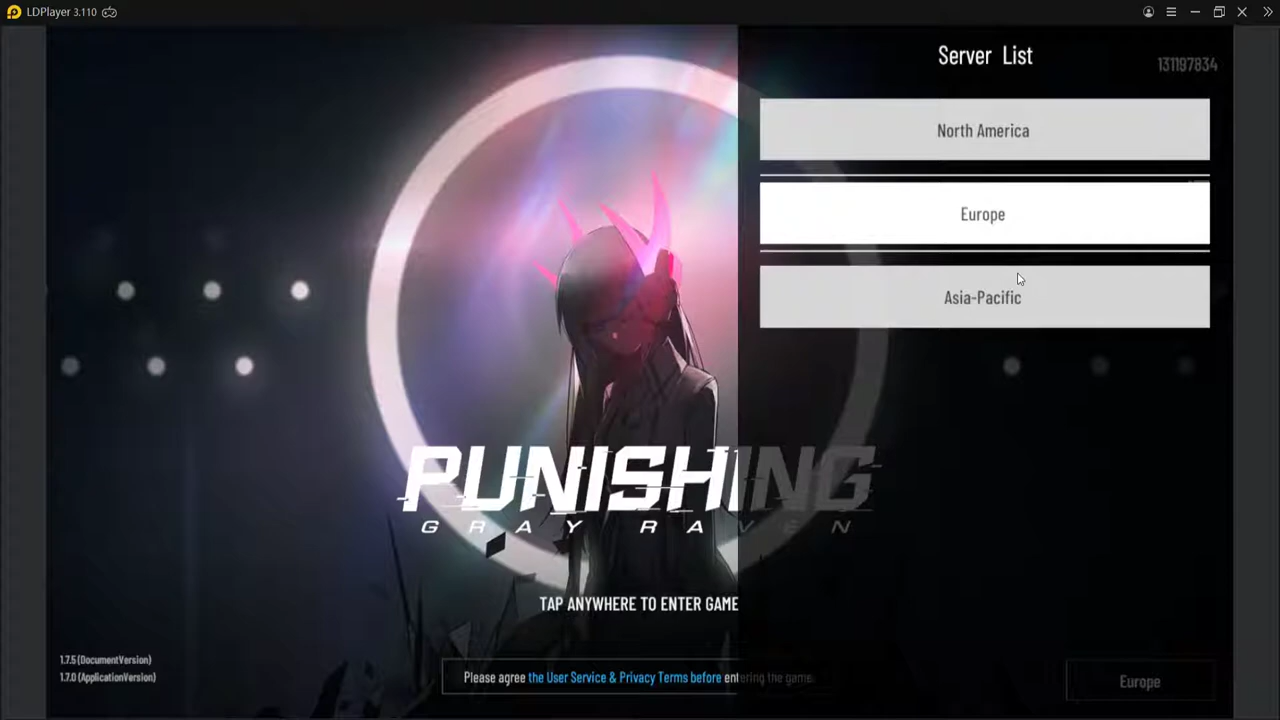 LDPlayer 3.110
Server List
131197834
North America
Europe
Asia-Pacific
PUNISHING
GRAY RAVEN
TAP ANYWHERE TO ENTER GAME
1.7.5 (DocumentVersion)
1.7.0 (ApplicationVersion)
Please agree the User Service & Privacy Terms before entering the game.
Europe